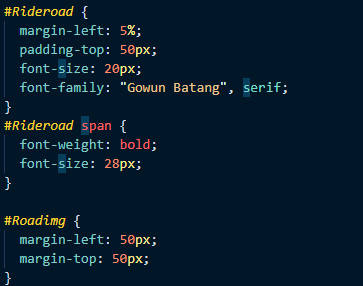 #Rideroad {
margin-left: 5%;
padding-top: 50px;
font-size: 20px;
font-family: "Gowun Batang", serif;
}
#Rideroad span {
font-weight: bold;
font-size: 28px;
}
#Roadimg {
margin-left: 50px;
margin-top: 50px;
}